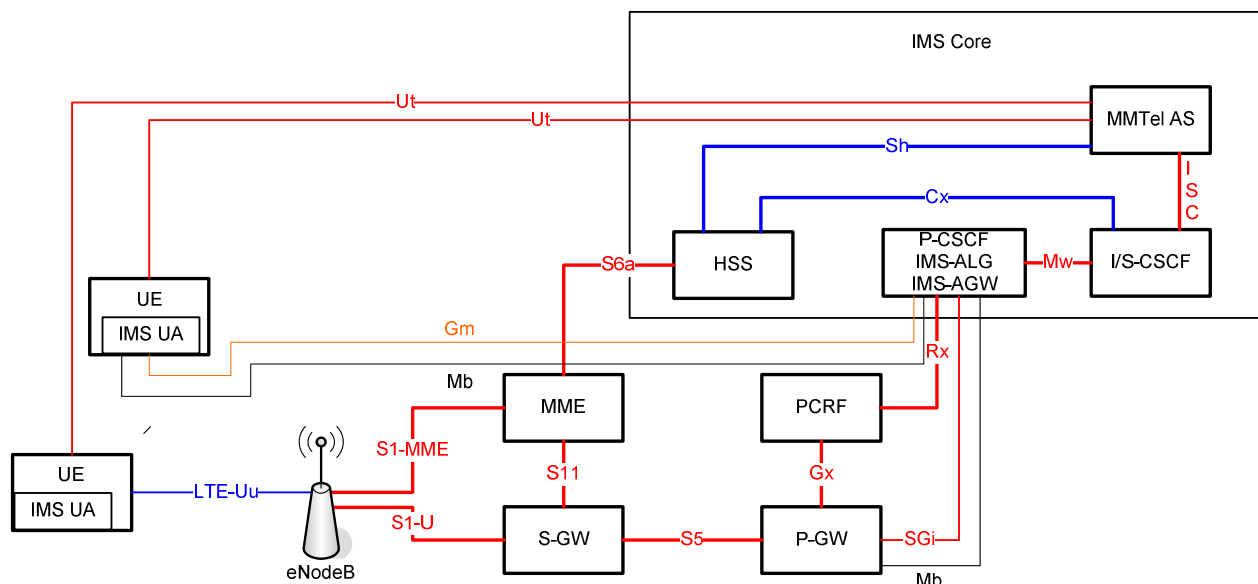 IMS Core
Ut
MMTel AS
Ut
Sh
I
S
C
Cx
P-CSCF
IMS-ALG
IMS-AGW
HSS
S6a
Mw
I/S-CSCF
UE
IMS UA
Gm
Rx
Mb
MME
PCRF
S1-MME
UE
IMS UA
S11
Gx
LTE-Uu
S1-U
S-GW
S5
P-GW
SGi
eNodeB
Mb